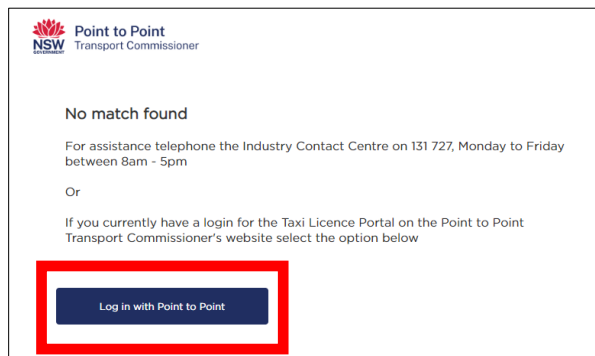 Point to Point
NSW Transport Commissioner
GOVERNMENT
No match found
For assistance telephone the Industry Contact Centre on 131 727, Monday to Friday
between 8am - 5pm
Or
If you currently have a login for the Taxi Licence Portal on the Point to Point
Transport Commissioner's website select the option below
Log in with Point to Point